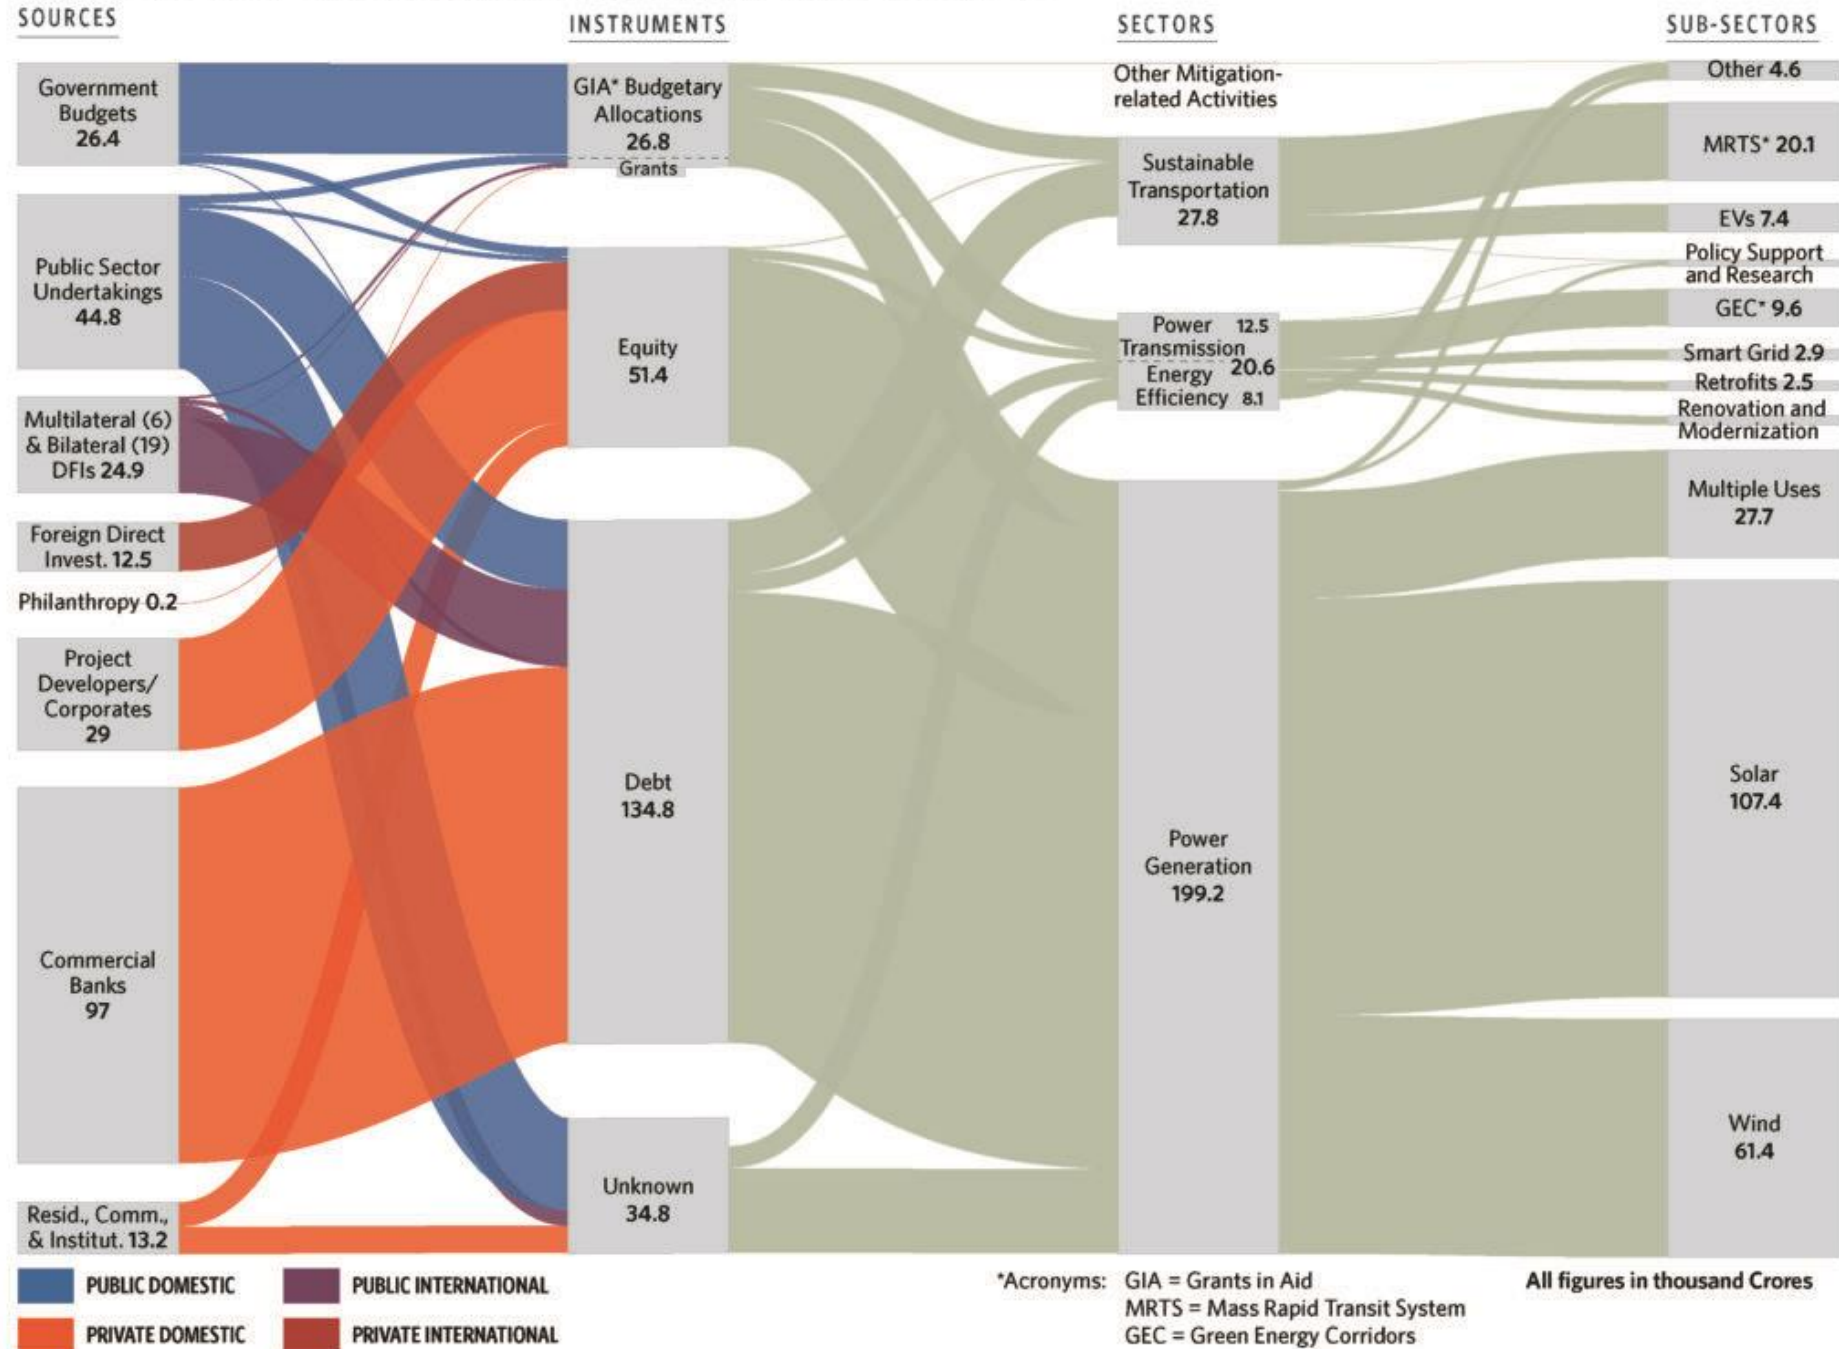 SOURCES
INSTRUMENTS
SECTORS
SUB-SECTORS
Government
Budgets
26.4
Public Sector
Undertakings
44.8
Multilateral (6)
& Bilateral (19)
DFIs 24.9
Foreign Direct
Invest. 12.5
Philanthropy 0.2
Project
Developers/
Corporates
29
Commercial
Banks
97
Resid., Comm.,
& Institut. 13.2
GIA* Budgetary
Allocations
26.8
Grants
Equity
51.4
Debt
134.8
Unknown
34.8
Other Mitigation-
related Activities
Sustainable
Transportation
27.8
Power 12.5
Transmission
20.6
Energy
Efficiency 8.1
Power
Generation
199.2
Other 4.6
MRTS* 20.1
EVs 7.4
Policy Support
and Research
GEC* 9.6
Smart Grid 2.9
Retrofits 2.5
Renovation and
Modernization
Multiple Uses
27.7
Solar
107.4
Wind
61.4
PUBLIC DOMESTIC
PUBLIC INTERNATIONAL
PRIVATE DOMESTIC
PRIVATE INTERNATIONAL
*Acronyms: GIA = Grants in Aid
MRTS = Mass Rapid Transit System
GEC = Green Energy Corridors
All figures in thousand Crores